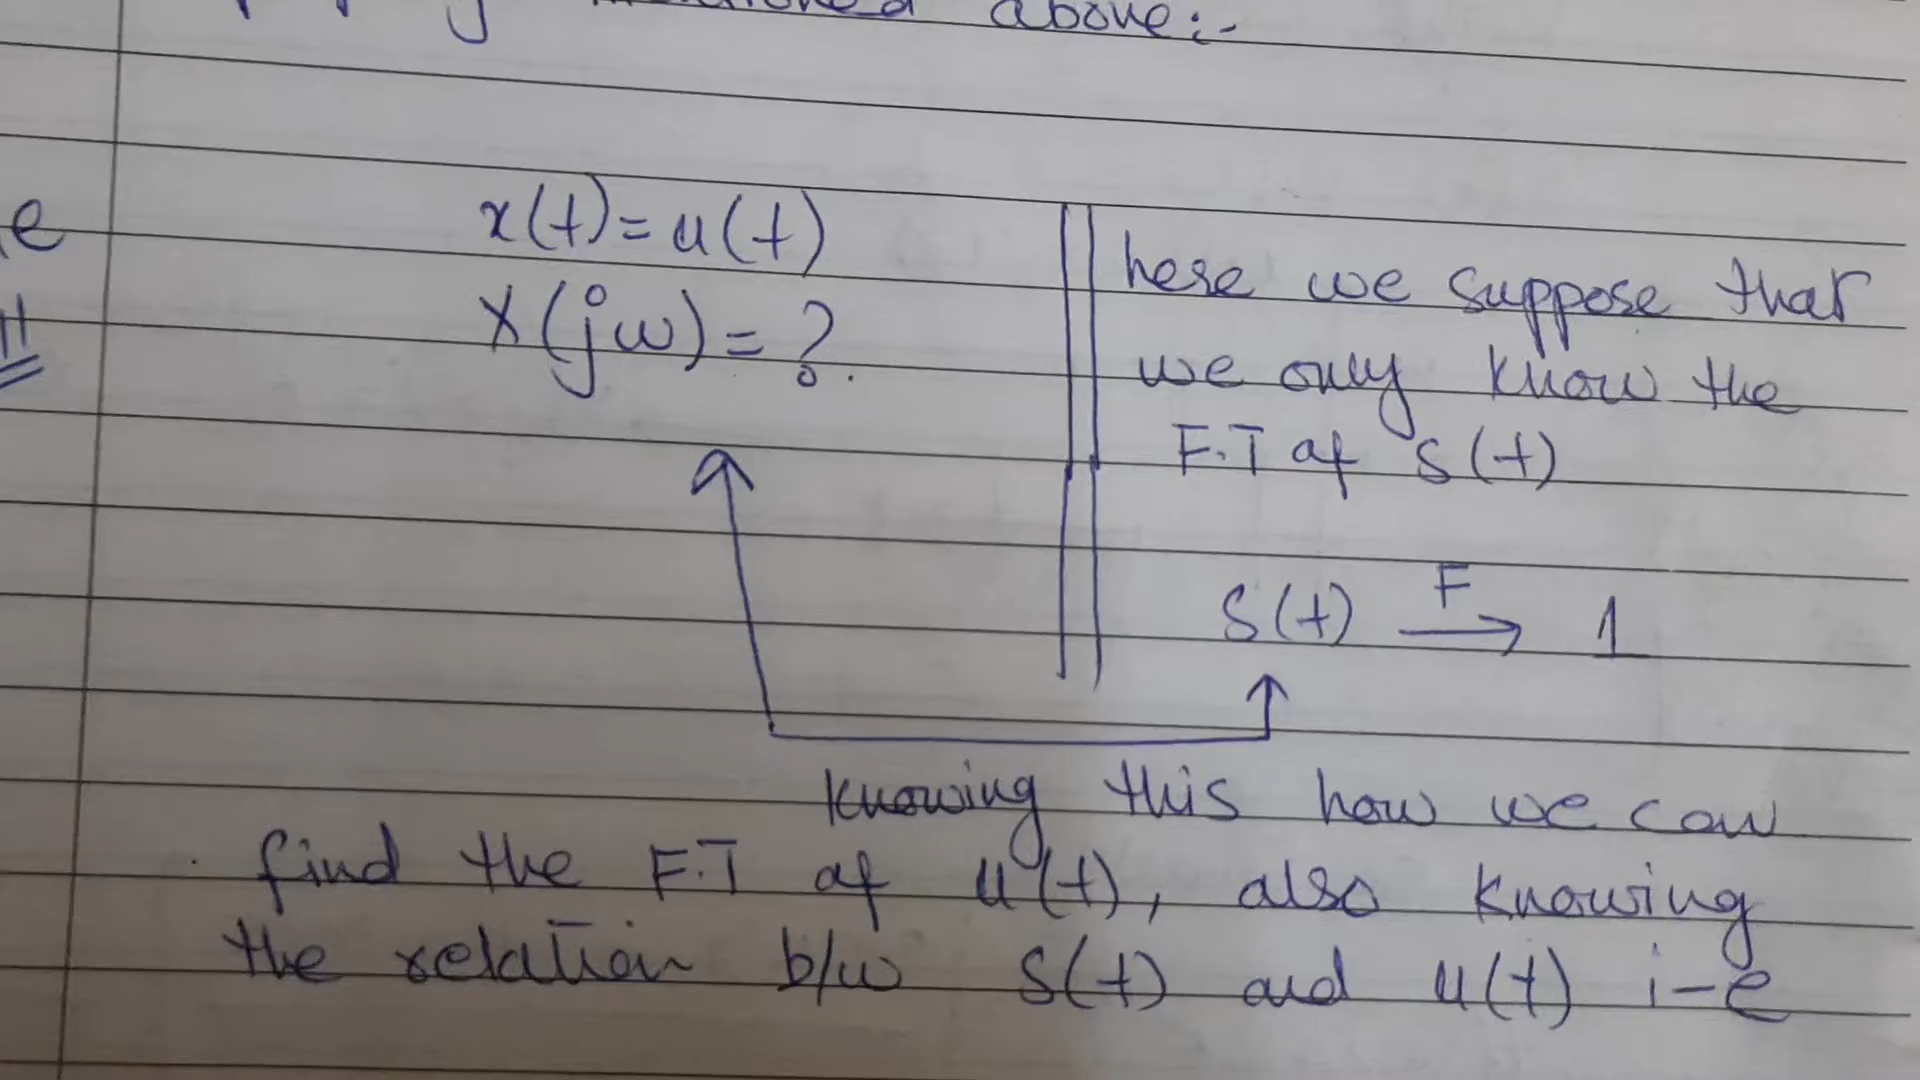 above:-
x(t)=u(t)
X(jω)=?.
here we suppose that
we only know the
F.T of δ(t)
δ(t) F→ 1
knowing this how we can
find the F.T of u(t), also knowing
the relation b/w δ(t) and u(t) i-e